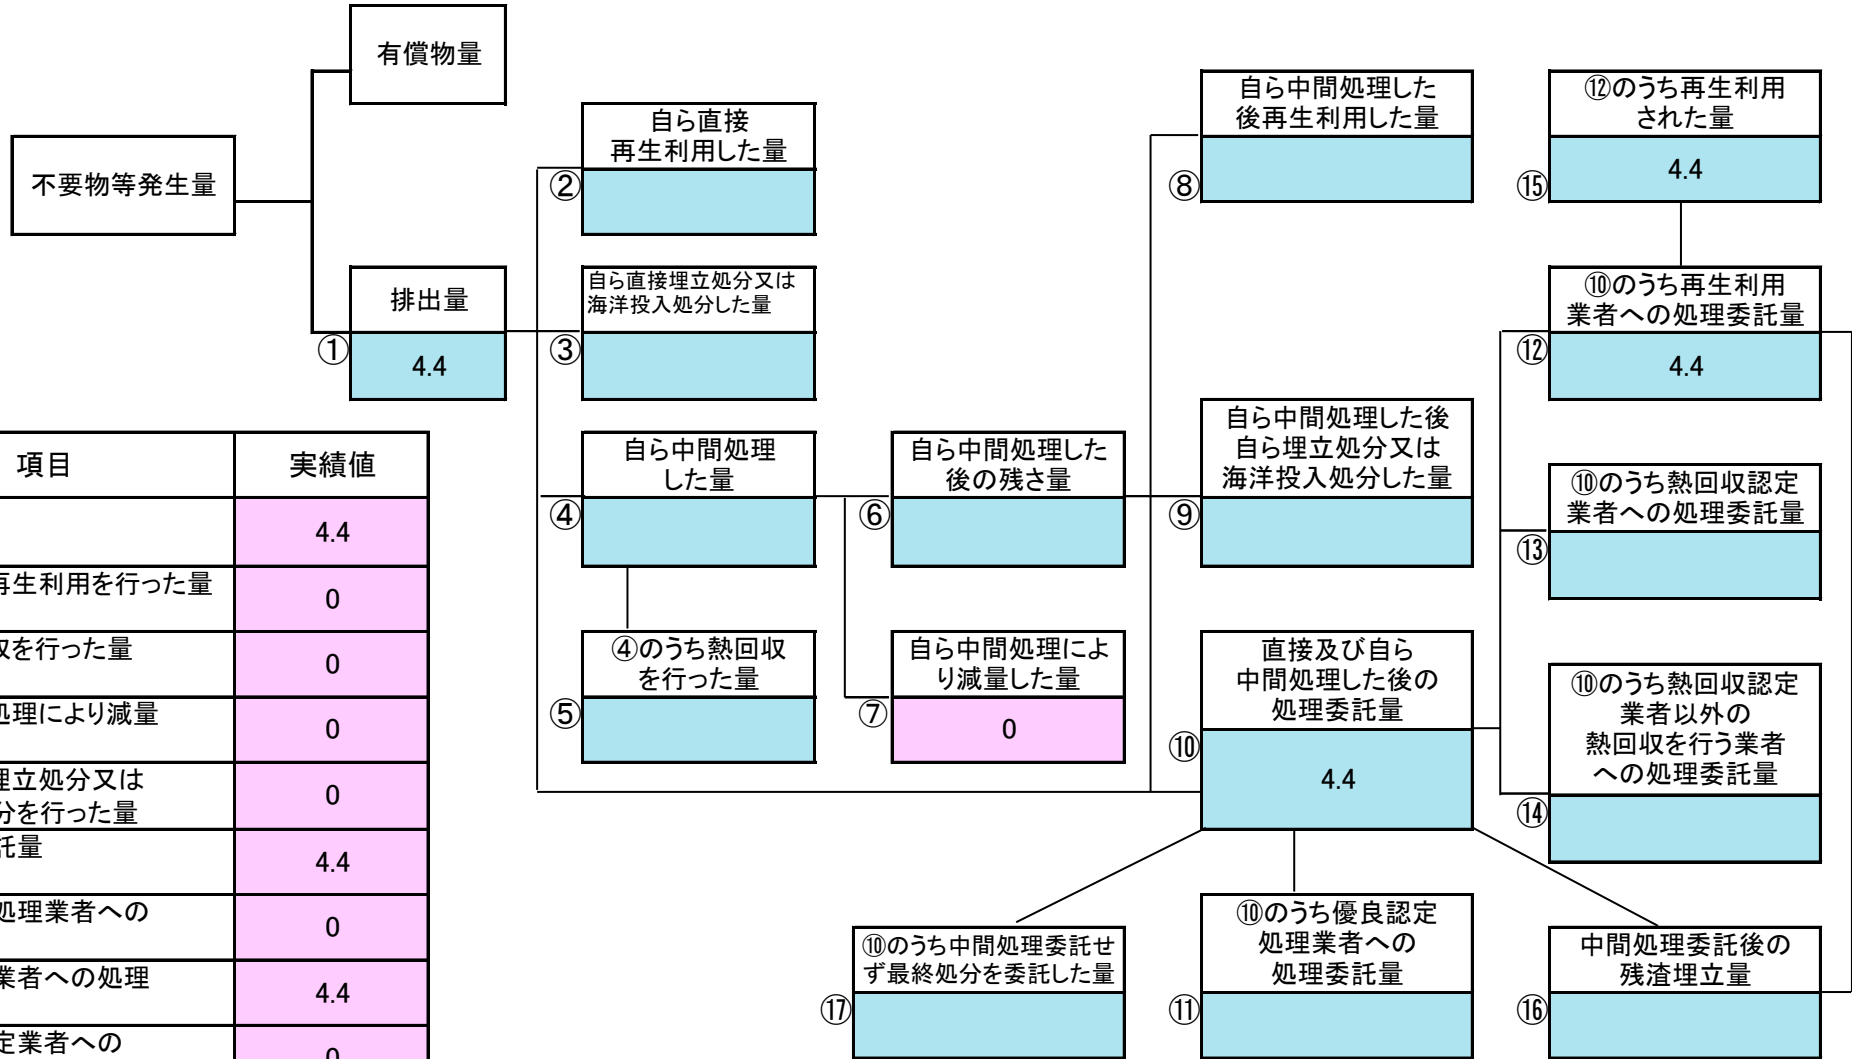 有償物量
不要物等発生量
排出量
①
4.4
自ら直接
再生利用した量
②
自ら直接埋立処分又は
海洋投入処分した量
③
自ら中間処理
した量
④
④のうち熱回収
を行った量
⑤
自ら中間処理した
後の残さ量
⑥
自ら中間処理によ
り減量した量
⑦
0
自ら中間処理した
後再生利用した量
⑧
自ら中間処理した後
自ら埋立処分又は
海洋投入処分した量
⑨
直接及び自ら
中間処理した後の
処理委託量
⑩
4.4
⑩のうち優良認定
処理業者への
処理委託量
⑪
⑫のうち再生利用
された量
⑮
4.4
⑩のうち再生利用
業者への処理委託量
⑫
4.4
⑩のうち熱回収認定
業者への処理委託量
⑬
⑩のうち熱回収認定
業者以外の
熱回収を行う業者
への処理委託量
⑭
中間処理委託後の
残渣埋立量
⑯
⑩のうち中間処理委託せ
ず最終処分を委託した量
⑰
項目 実績値
4.4
再生利用を行った量
0
収を行った量
0
処理により減量
0
埋立処分又は
分を行った量
0
託量
4.4
処理業者への
0
業者への処理
4.4
定業者への
0